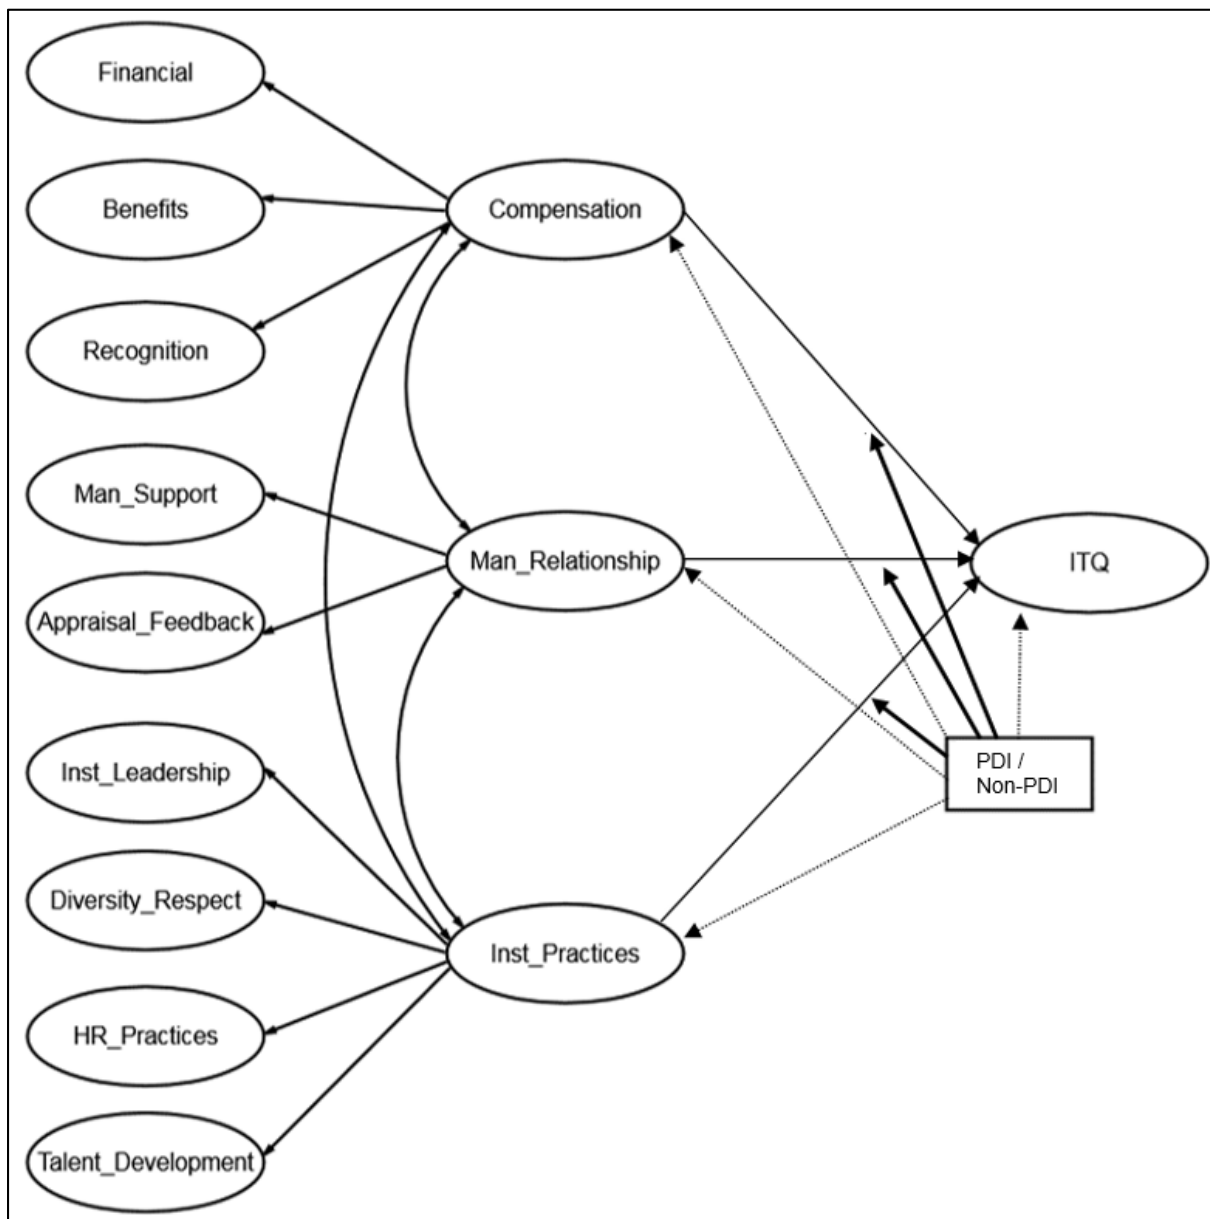 Financial
Benefits
Recognition
Man_Support
Appraisal_Feedback
Inst_Leadership
Diversity_Respect
HR_Practices
Talent_Development
Compensation
Man_Relationship
Inst_Practices
ITQ
PDI /
Non-PDI